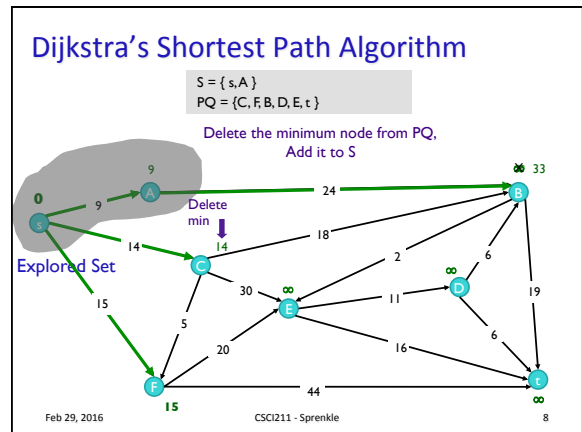 Dijkstra's Shortest Path Algorithm
S = { s,A }
PQ = {C, F, B, D, E, t }
Delete the minimum node from PQ,
Add it to S
0
9
∞ 33
A
24
B
9
Delete
min
s
14
18
14
2
∞
6
Explored Set
C
∞
D
30
19
E
11
15
5
20
16
6
F
44
t
15
∞
Feb 29, 2016
CSCI211 - Sprenkle
8